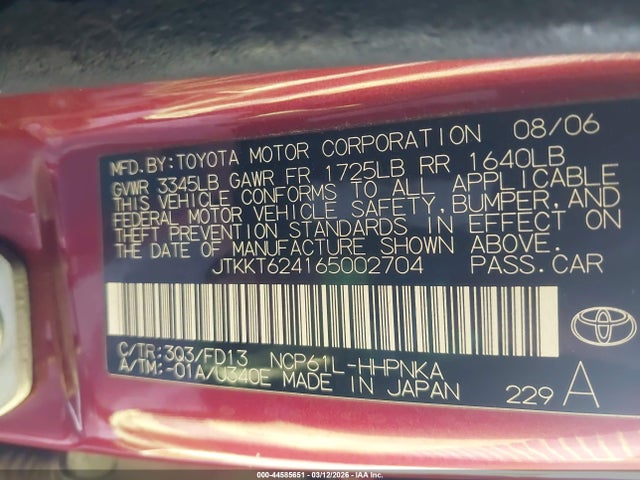 MFD.BY:TOYOTA MOTOR CORPORATION 08/06
GVWR 3345LB GAWR FR 1725LB RR 1640LB
THIS VEHICLE CONFORMS TO ALL APPLICABLE
FEDERAL MOTOR VEHICLE SAFETY,BUMPER,AND
THEFT PREVENTION STANDARDS IN EFFECT ON
THE DATE OF MANUFACTURE SHOWN ABOVE.
JTKKT624165002704 PASS.CAR
C/TR:3Q3/FD13 NCP61L-HHPNKA
A/TM:-01A/U340E MADE IN JAPAN
229 A
000-44585651 | 03/12/2026 | IAA Inc.